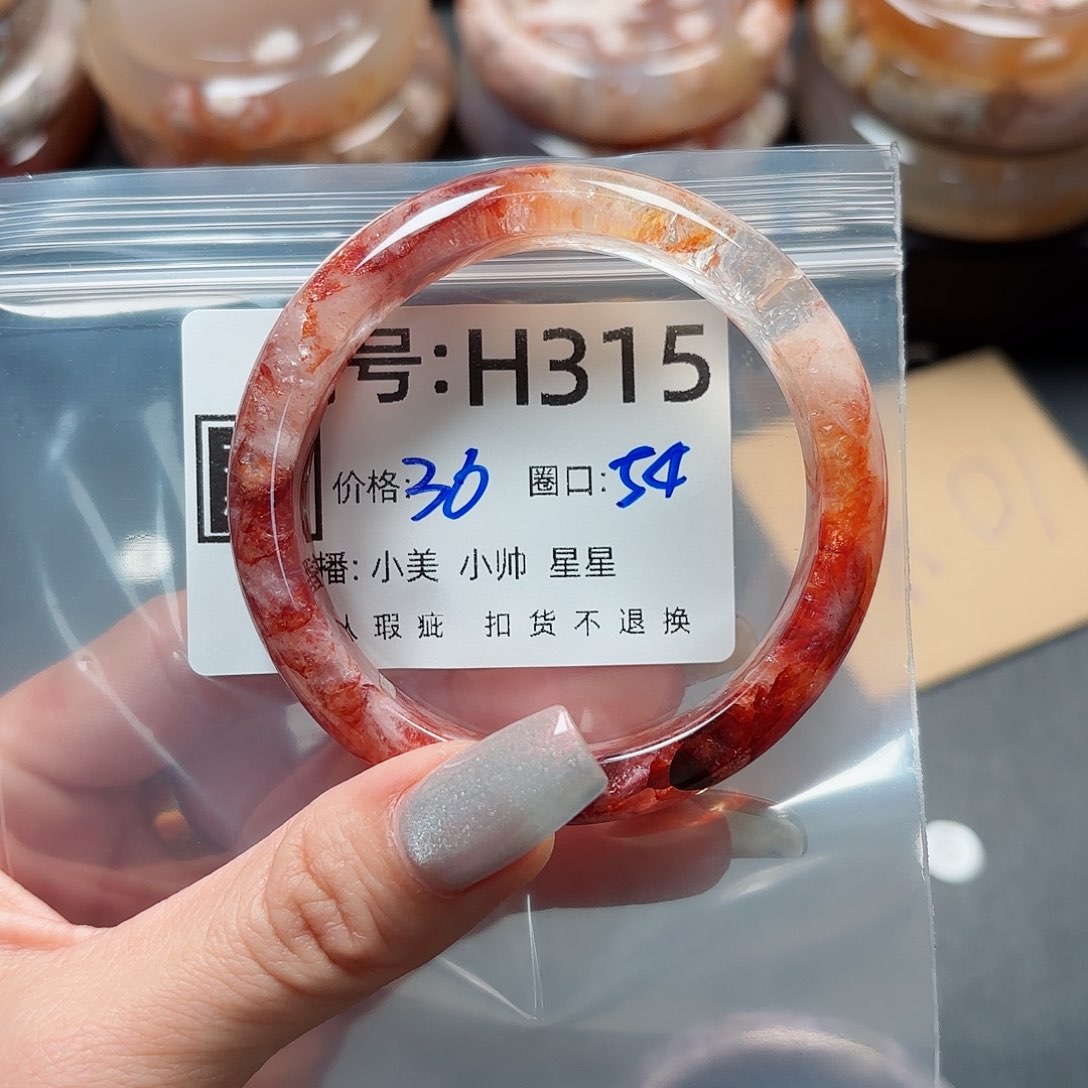 号:H315
价格:36 圈口:54
播: 小美 小帅 星星
瑕疵 扣货不退换